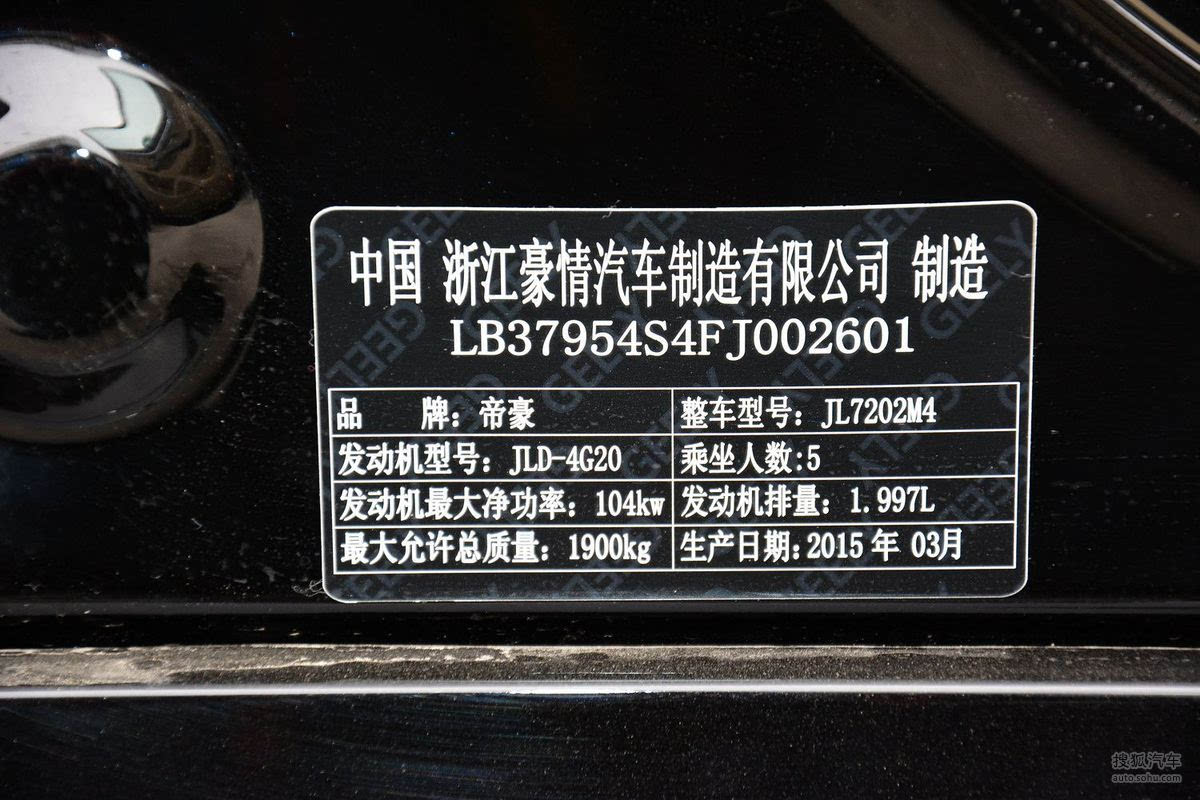 中国 浙江豪情汽车制造有限公司 制造
LB37954S4FJ002601
品 牌：帝豪 整车型号：JL7202M4
发动机型号：JLD-4G20 乘坐人数:5
发动机最大净功率：104kw 发动机排量：1.997L
最大允许总质量：1900kg 生产日期:2015年 03月
搜狐汽车
auto.sohu.com